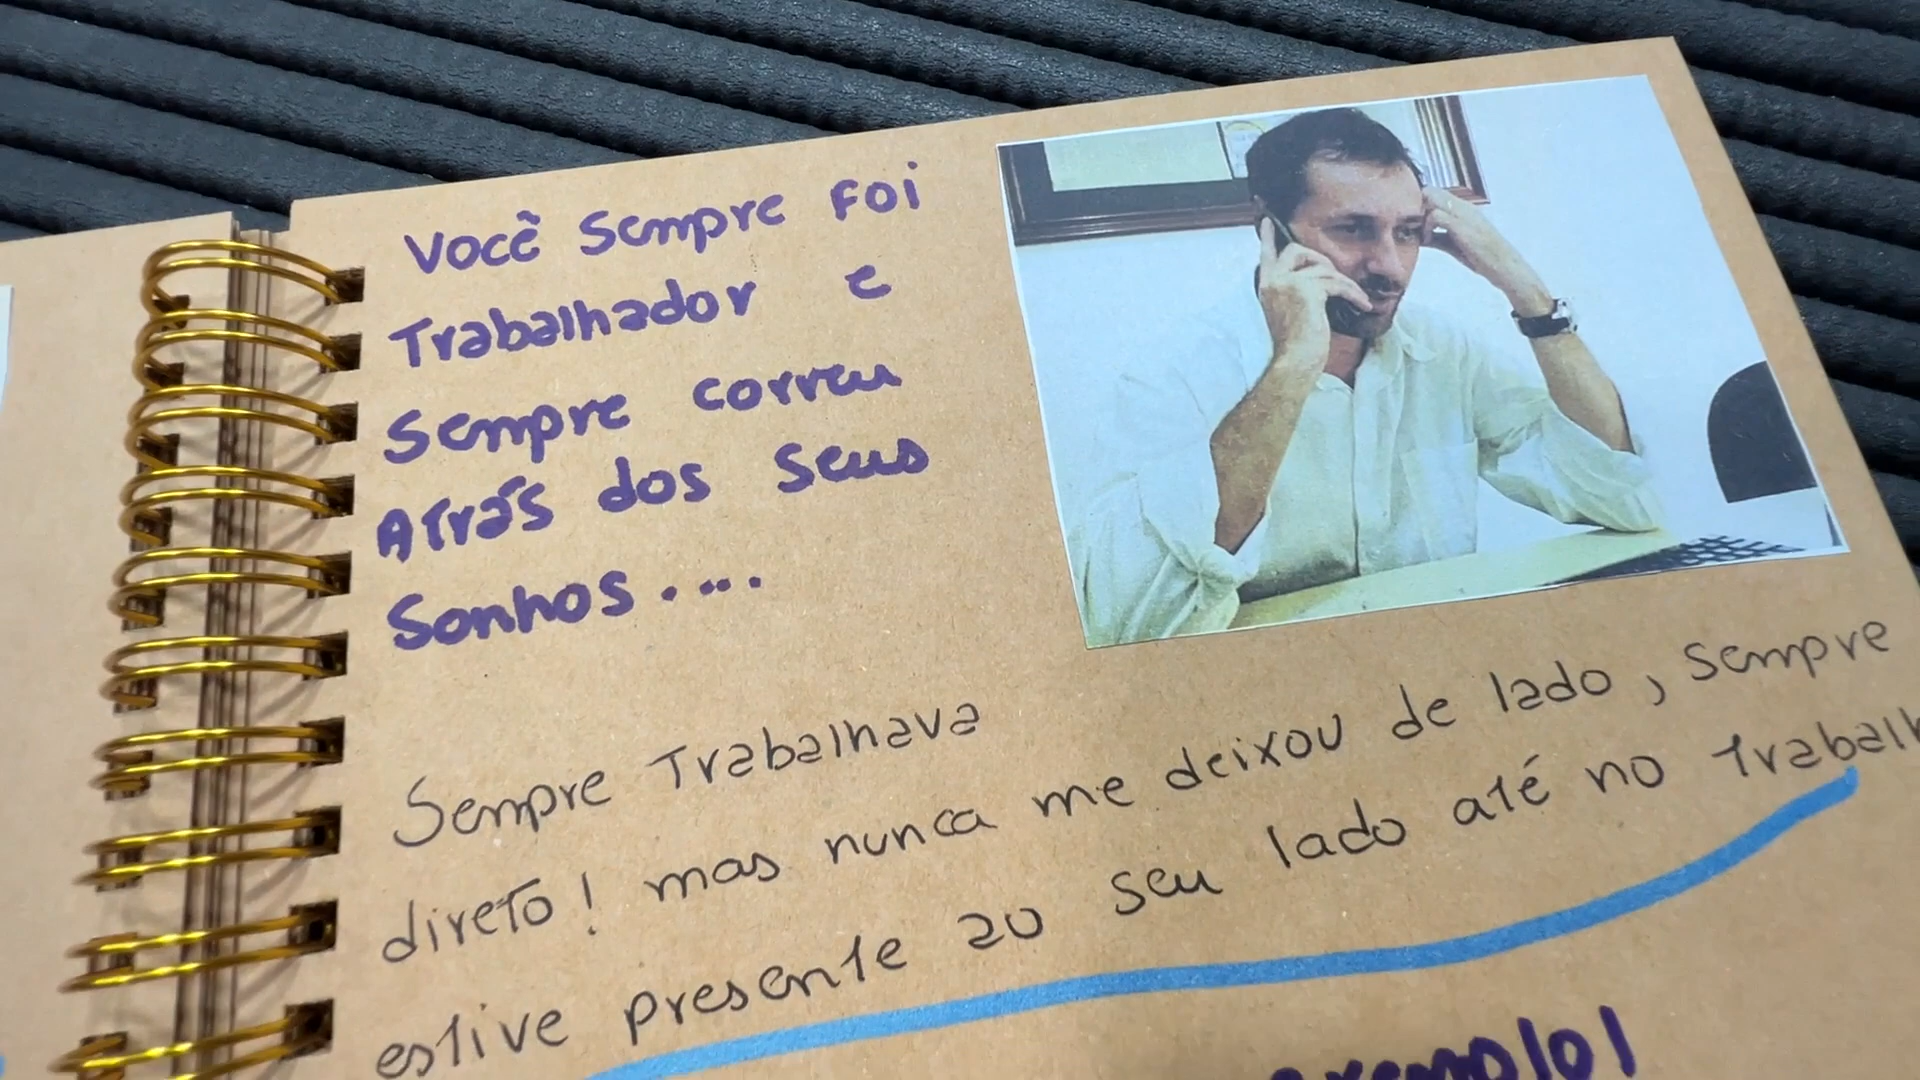 Você Sempre Foi
Trabalhador e
Sempre correu
Atrás dos Seus
Sonhos....
Sempre Trabalhava
direto! mas nunca me deixou de lado, Sempre
estive presente ao seu lado até no trabalh
exemplo!